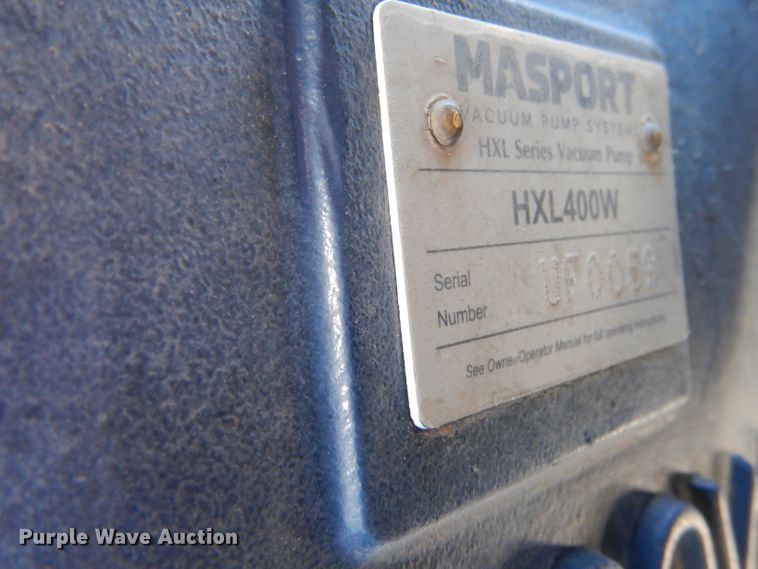 MASPORT
VACUUM PUMP SYSTEMS
HXL Series Vacuum Pump
HXL400W
Serial
Number
See Owner/Operator Manual for full operating instructions
Purple Wave Auction®